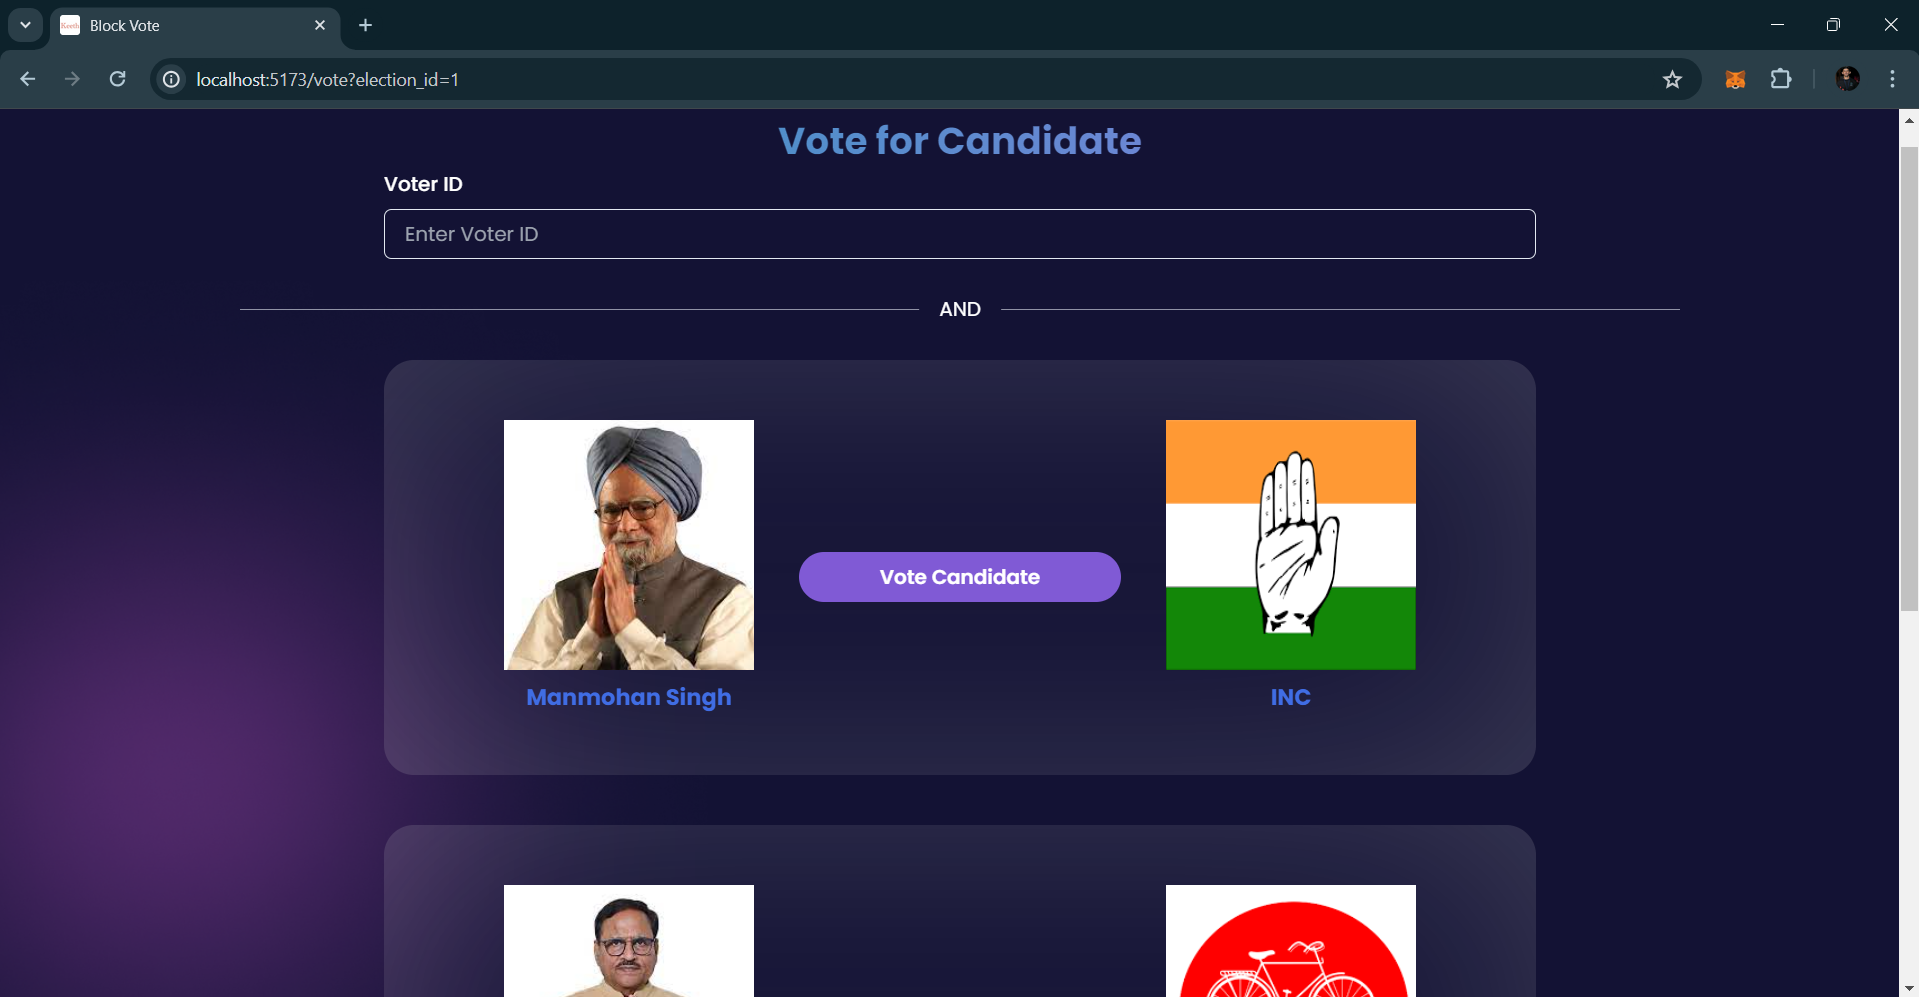 Block Vote
localhost:5173/vote?election_id=1
Vote for Candidate
Voter ID
Enter Voter ID
AND
Vote Candidate
Manmohan Singh
INC